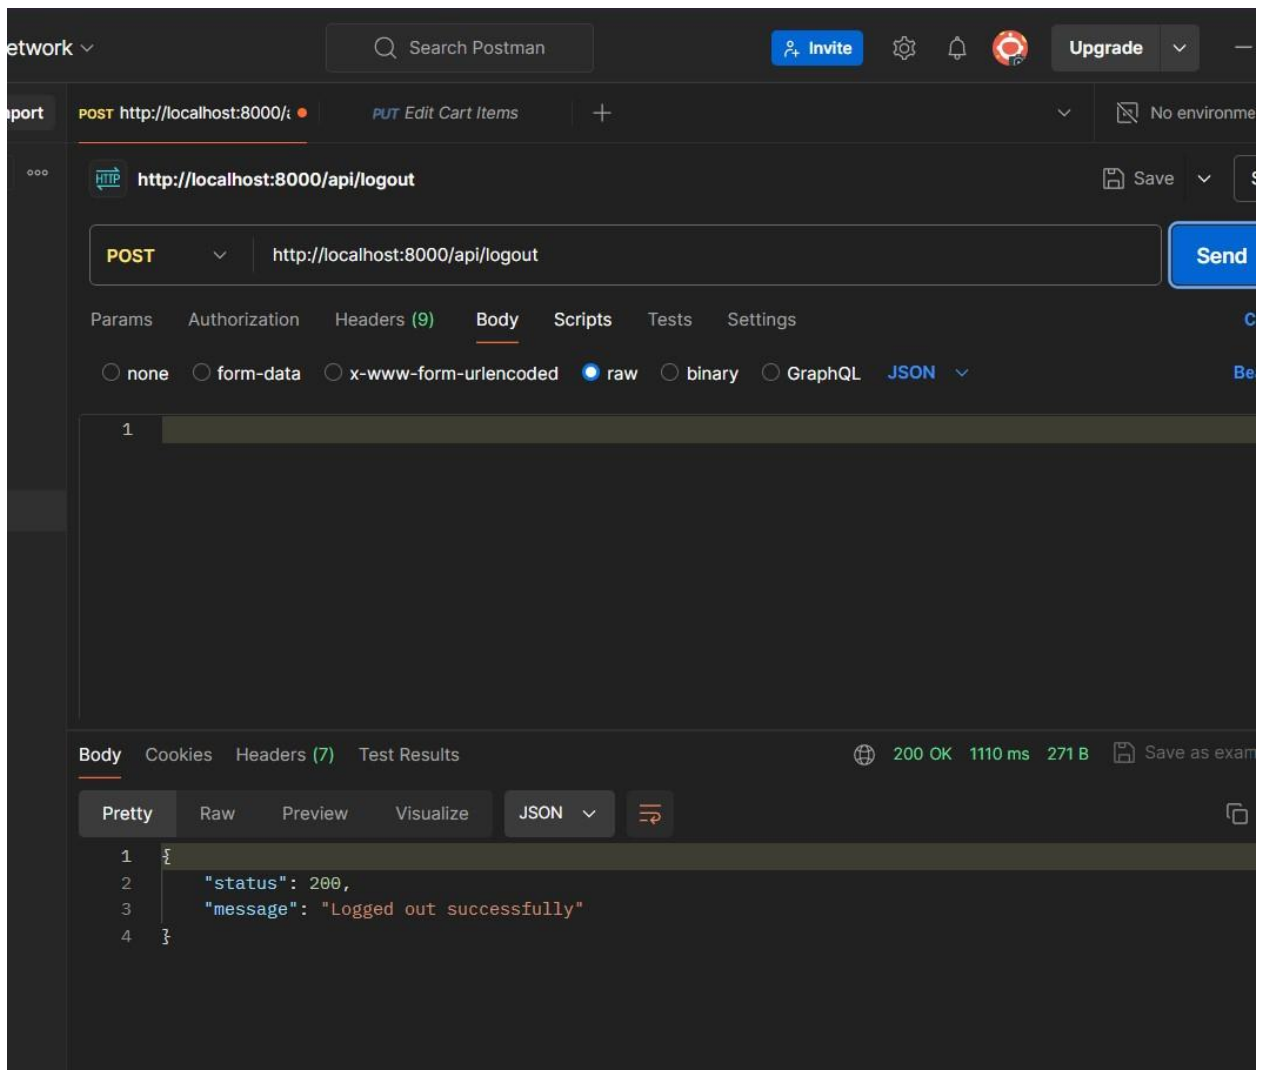 etwork
Search Postman
Invite
Upgrade
port
POST http://localhost:8000/a
PUT Edit Cart Items
No environme
HTTP
http://localhost:8000/api/logout
Save
POST
http://localhost:8000/api/logout
Send
Params Authorization Headers (9) Body Scripts Tests Settings
none form-data x-www-form-urlencoded raw binary GraphQL JSON
Be
1
Body Cookies Headers (7) Test Results
200 OK 1110 ms 271 B Save as exam
Pretty Raw Preview Visualize JSON
1 {
2 "status": 200,
3 "message": "Logged out successfully"
4 }